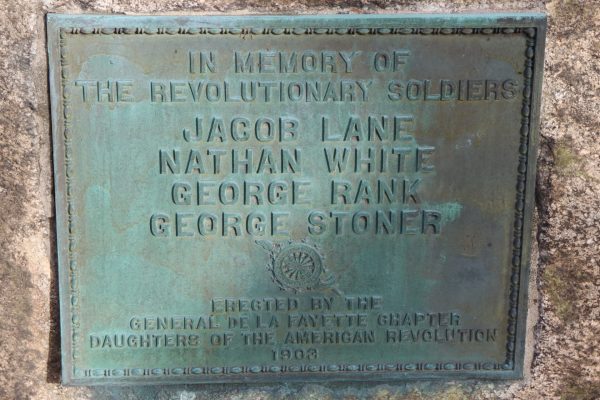 IN MEMORY OF
THE REVOLUTIONARY SOLDIERS
JACOB LANE
NATHAN WHITE
GEORGE RANK
GEORGE STONER
ERECTED BY THE
GENERAL DE LA FAYETTE CHAPTER
DAUGHTERS OF THE AMERICAN REVOLUTION
1903